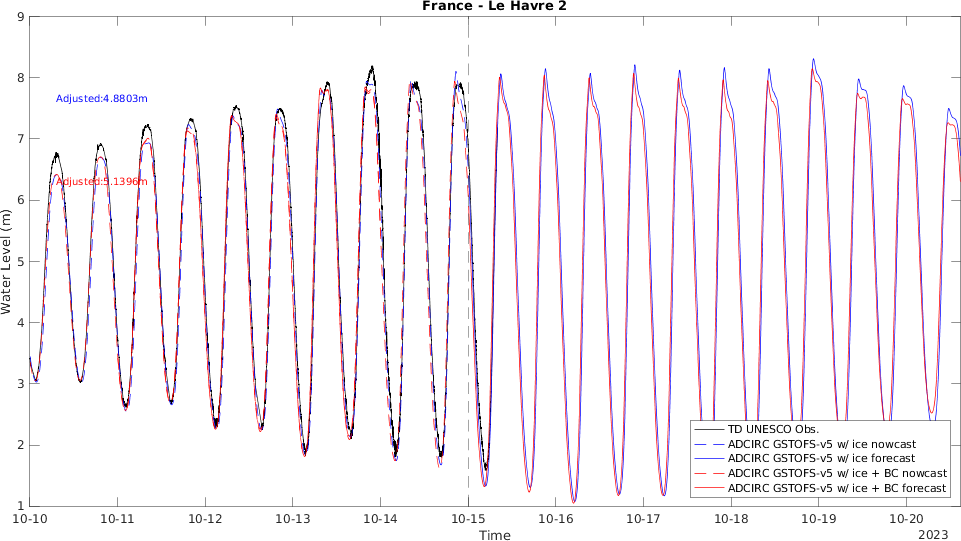 France - Le Havre 2
9
8
7
6
5
4
3
2
1
Water Level (m)
Adjusted:4.8803m
Adjusted:5.1396m
TD UNESCO Obs.
ADCIRC GSTOFS-v5 w/ ice nowcast
ADCIRC GSTOFS-v5 w/ ice forecast
ADCIRC GSTOFS-v5 w/ ice + BC nowcast
ADCIRC GSTOFS-v5 w/ ice + BC forecast
10-10 10-11 10-12 10-13 10-14 10-15 10-16 10-17 10-18 10-19 10-20
Time
2023